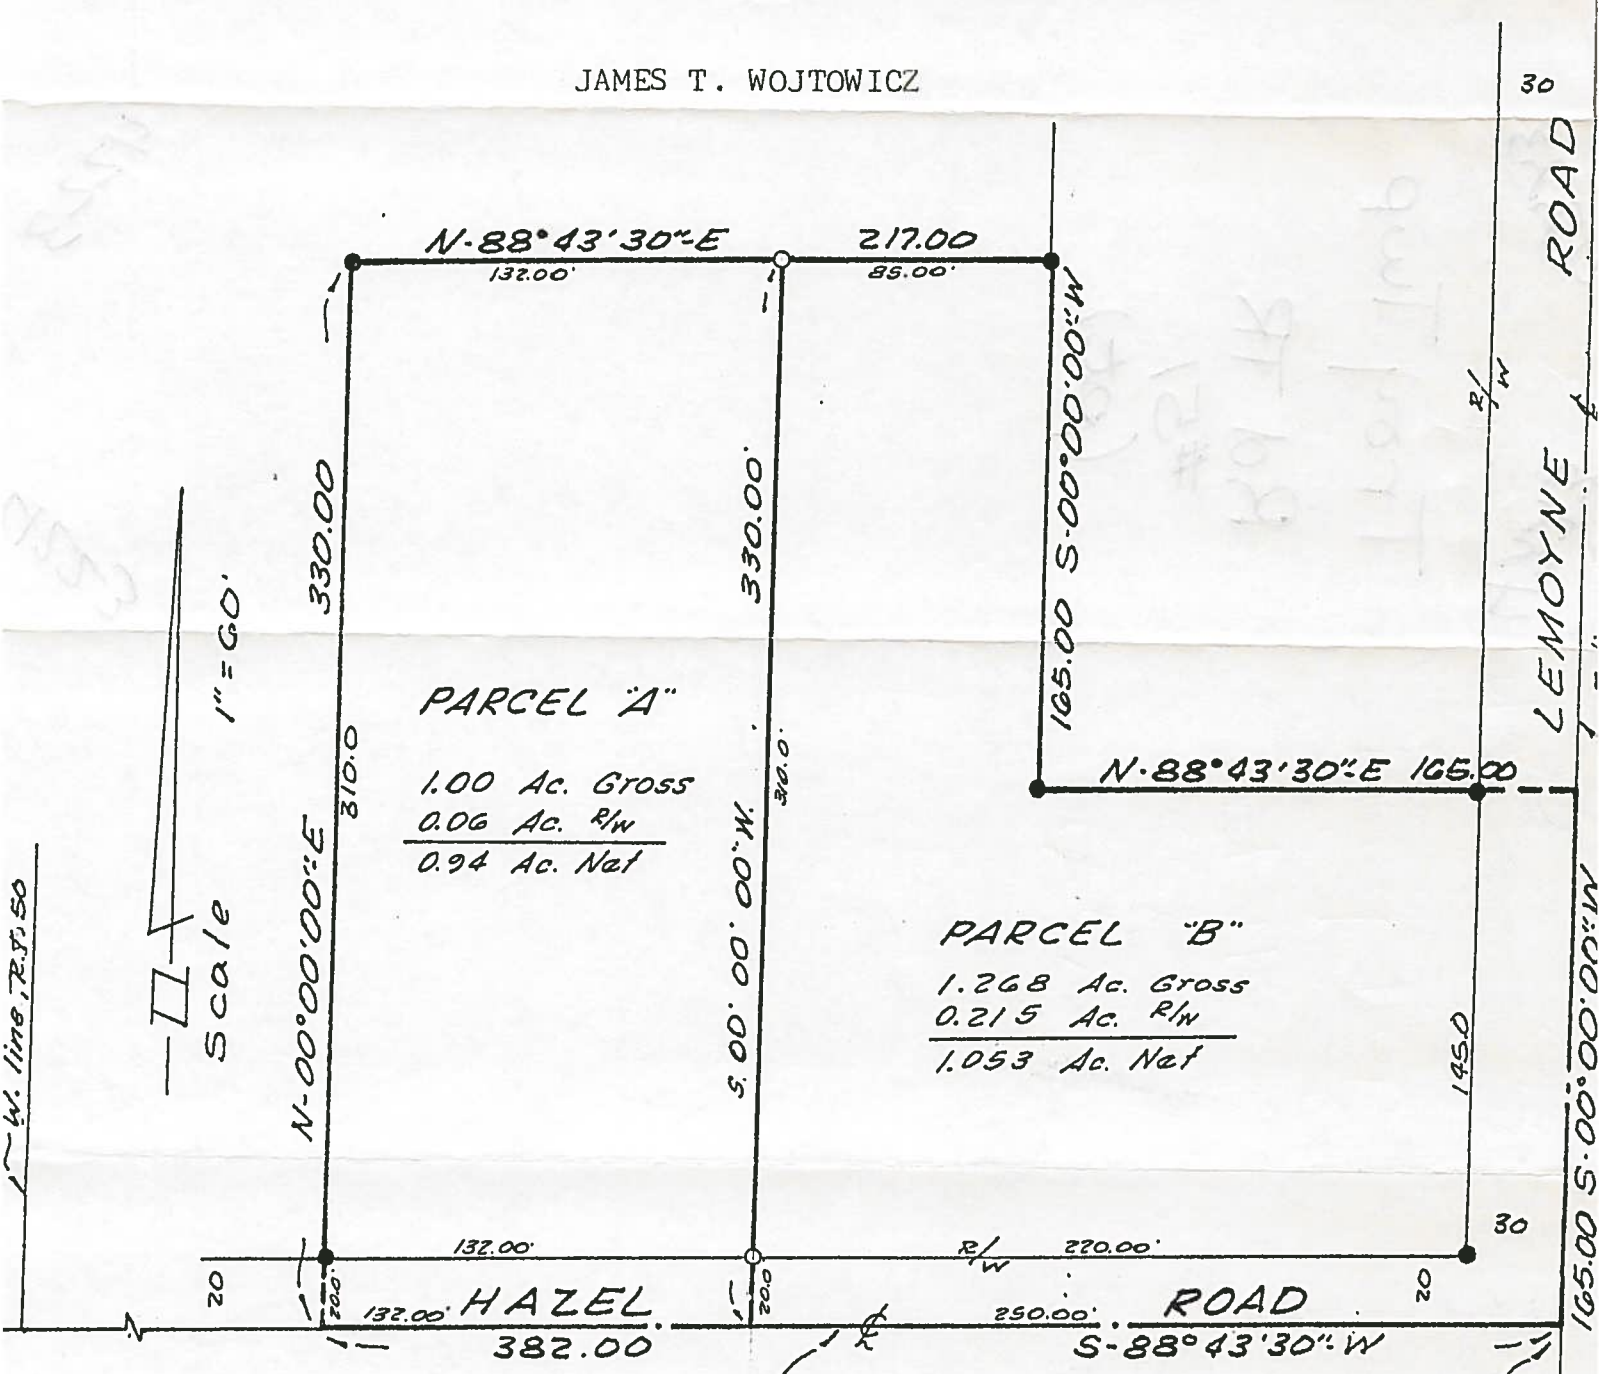 JAMES T. WOJTOWICZ
30
ROAD
N-88°43'30"-E
217.00
132.00'
85.00'
165.00 S-00°00'00"-W
R/W
LEMOYNE
330.00
330.00'
1"=60'
Scale
PARCEL "A"
310.0
310.0'
1.00 Ac. Gross
0.06 Ac. R/W
0.94 Ac. Net
N-88°43'30"-E 165.00
N-00°00'00"-E
S. 00°. 00'. 00"-W.
W. line, R.T. 50
PARCEL "B"
1.268 Ac. Gross
0.215 Ac. R/W
1.053 Ac. Net
145.0
165.00 S-00°00'00"-W
30
132.00'
R/W
220.00'
20
20.0'
132.00'
HAZEL
20.0
250.00'
ROAD
20
382.00
S-88°43'30"-W